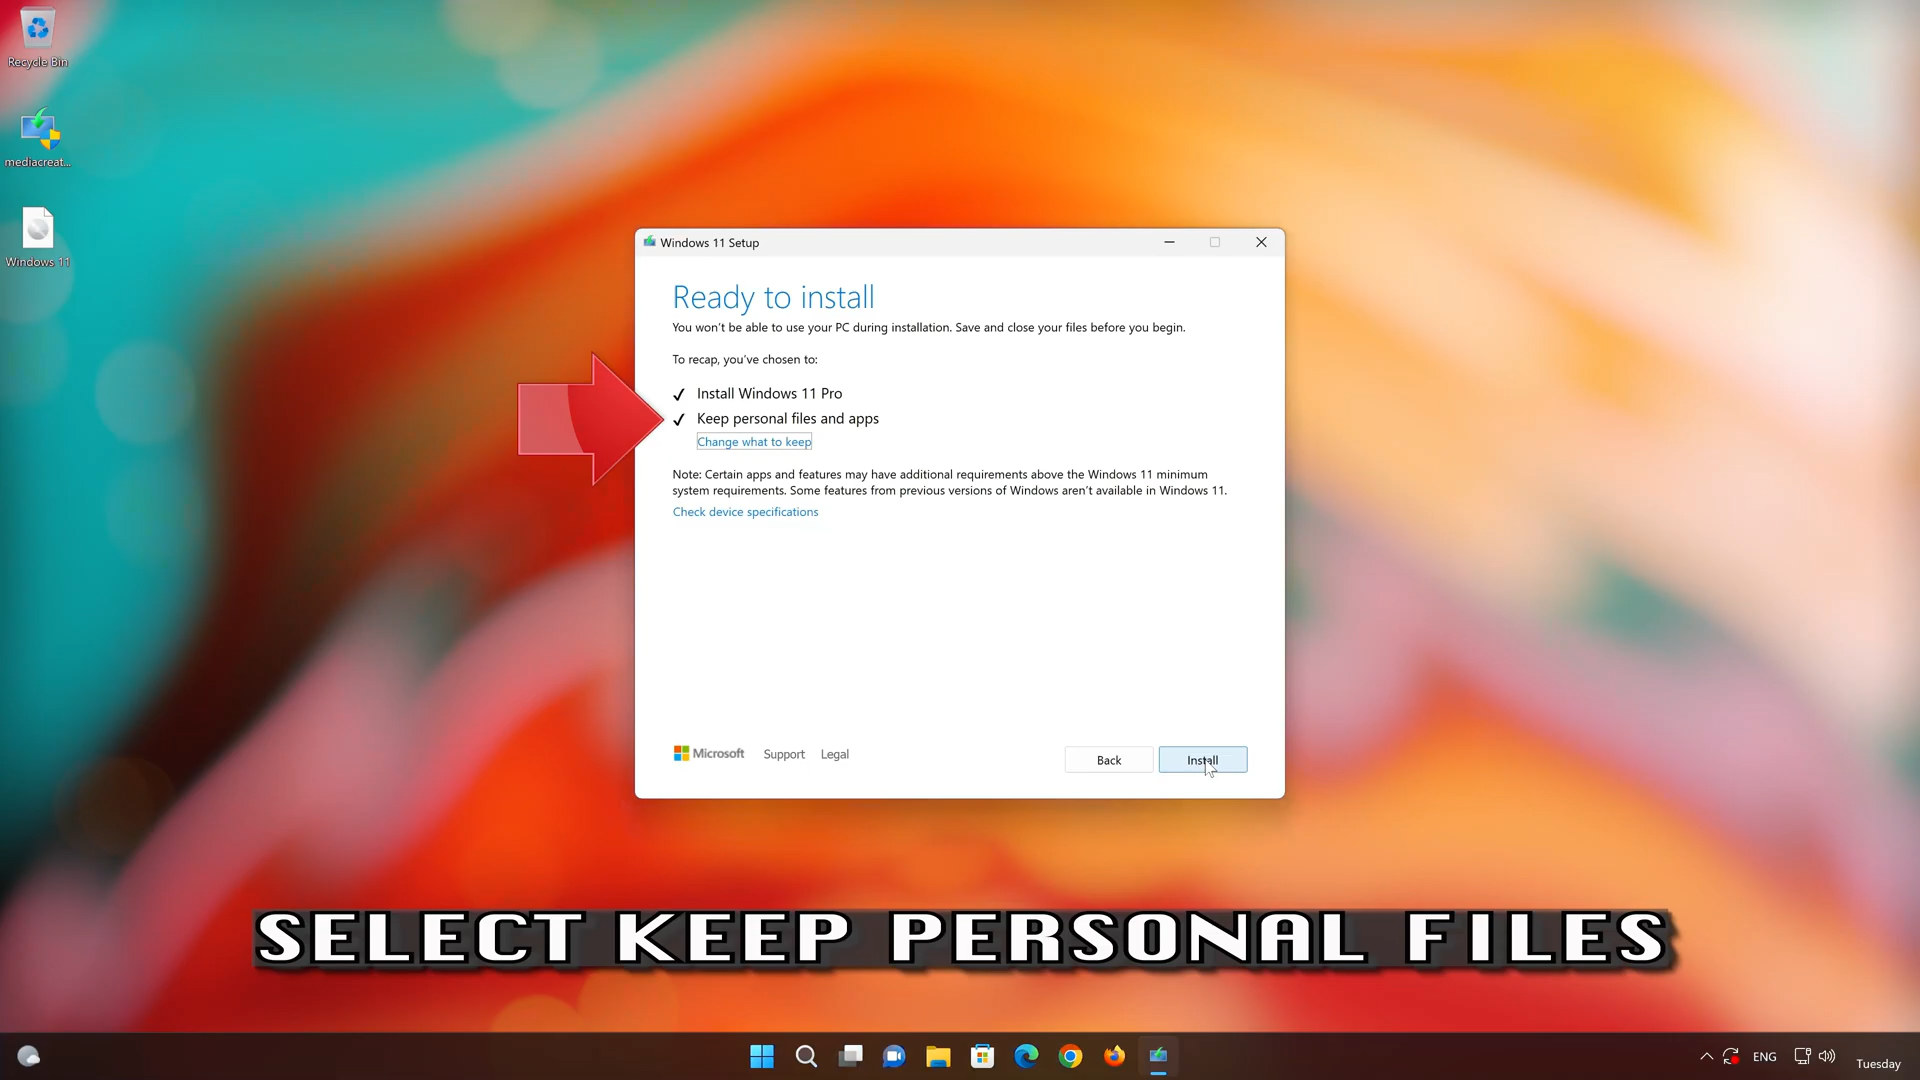 Recycle Bin
mediacreat...
Windows 11
Windows 11 Setup
Ready to install
You won't be able to use your PC during installation. Save and close your files before you begin.
To recap, you've chosen to:
Install Windows 11 Pro
Keep personal files and apps
Change what to keep
Note: Certain apps and features may have additional requirements above the Windows 11 minimum
system requirements. Some features from previous versions of Windows aren't available in Windows 11.
Check device specifications
Microsoft Support Legal
Back Install
SELECT KEEP PERSONAL FILES
ENG
Tuesday